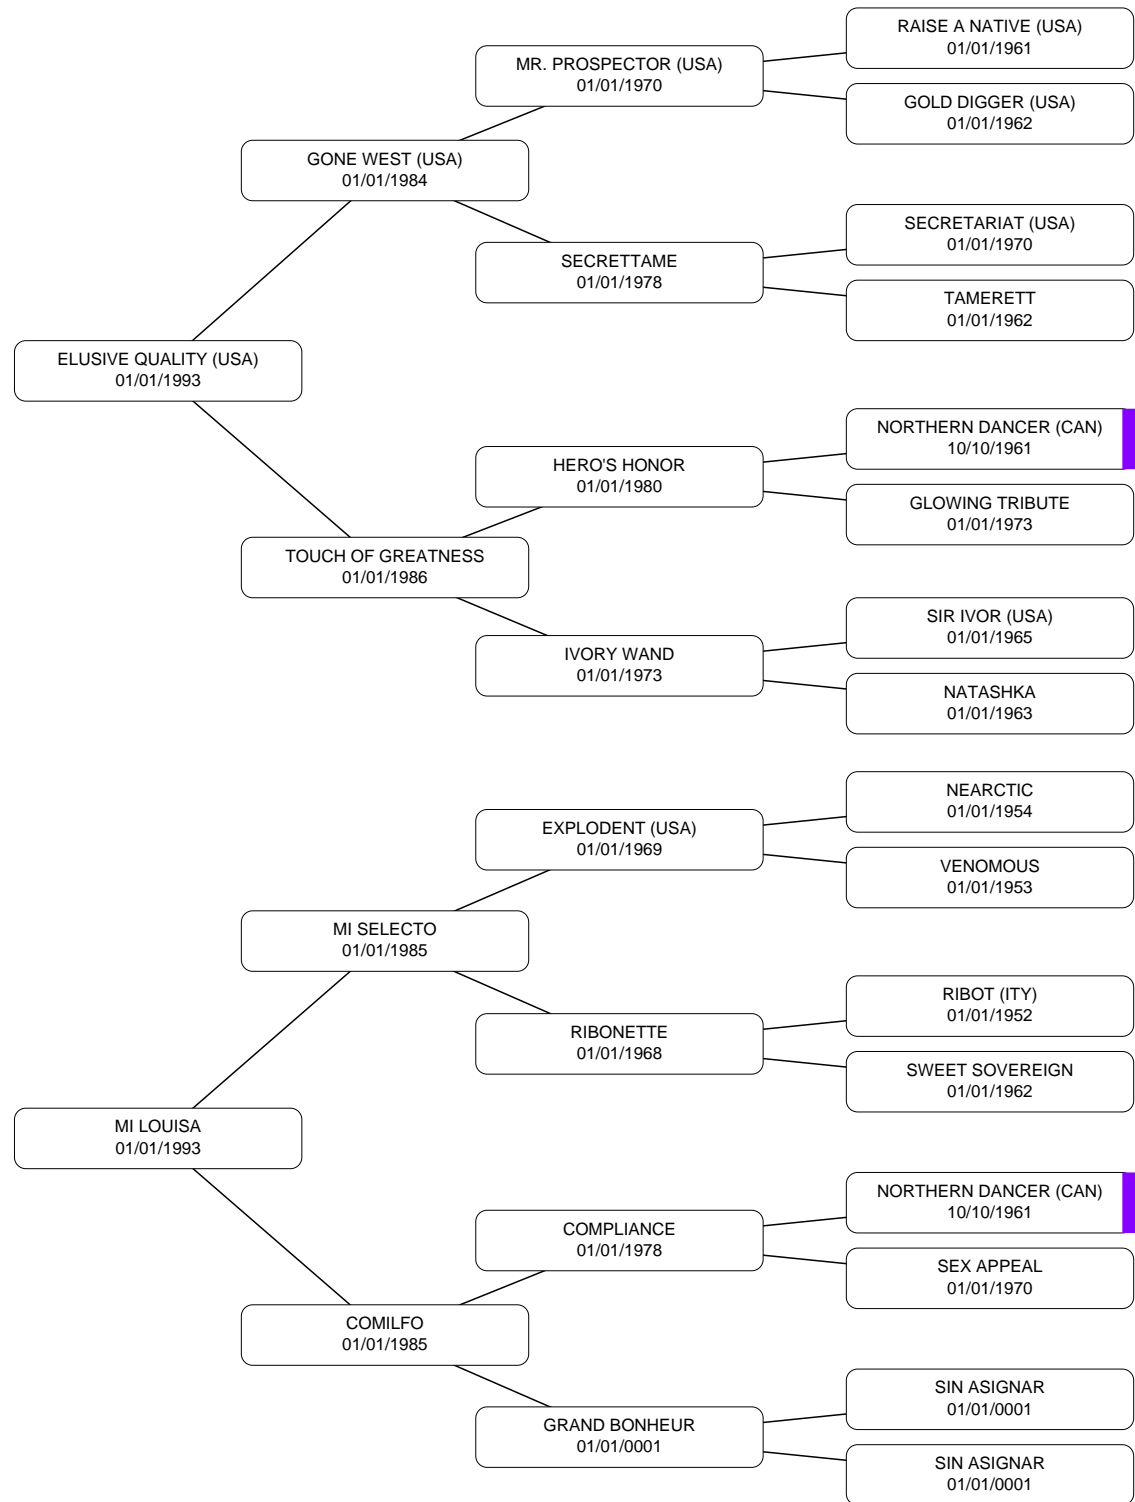 RAISE A NATIVE (USA)
01/01/1961
MR. PROSPECTOR (USA)
01/01/1970
GOLD DIGGER (USA)
01/01/1962
GONE WEST (USA)
01/01/1984
SECRETARIAT (USA)
01/01/1970
SECRETTAME
01/01/1978
TAMERETT
01/01/1962
ELUSIVE QUALITY (USA)
01/01/1993
NORTHERN DANCER (CAN)
10/10/1961
HERO'S HONOR
01/01/1980
GLOWING TRIBUTE
01/01/1973
TOUCH OF GREATNESS
01/01/1986
SIR IVOR (USA)
01/01/1965
IVORY WAND
01/01/1973
NATASHKA
01/01/1963
NEARCTIC
01/01/1954
EXPLODENT (USA)
01/01/1969
VENOMOUS
01/01/1953
MI SELECTO
01/01/1985
RIBOT (ITY)
01/01/1952
RIBONETTE
01/01/1968
SWEET SOVEREIGN
01/01/1962
MI LOUISA
01/01/1993
NORTHERN DANCER (CAN)
10/10/1961
COMPLIANCE
01/01/1978
SEX APPEAL
01/01/1970
COMILFO
01/01/1985
SIN ASIGNAR
01/01/0001
GRAND BONHEUR
01/01/0001
SIN ASIGNAR
01/01/0001